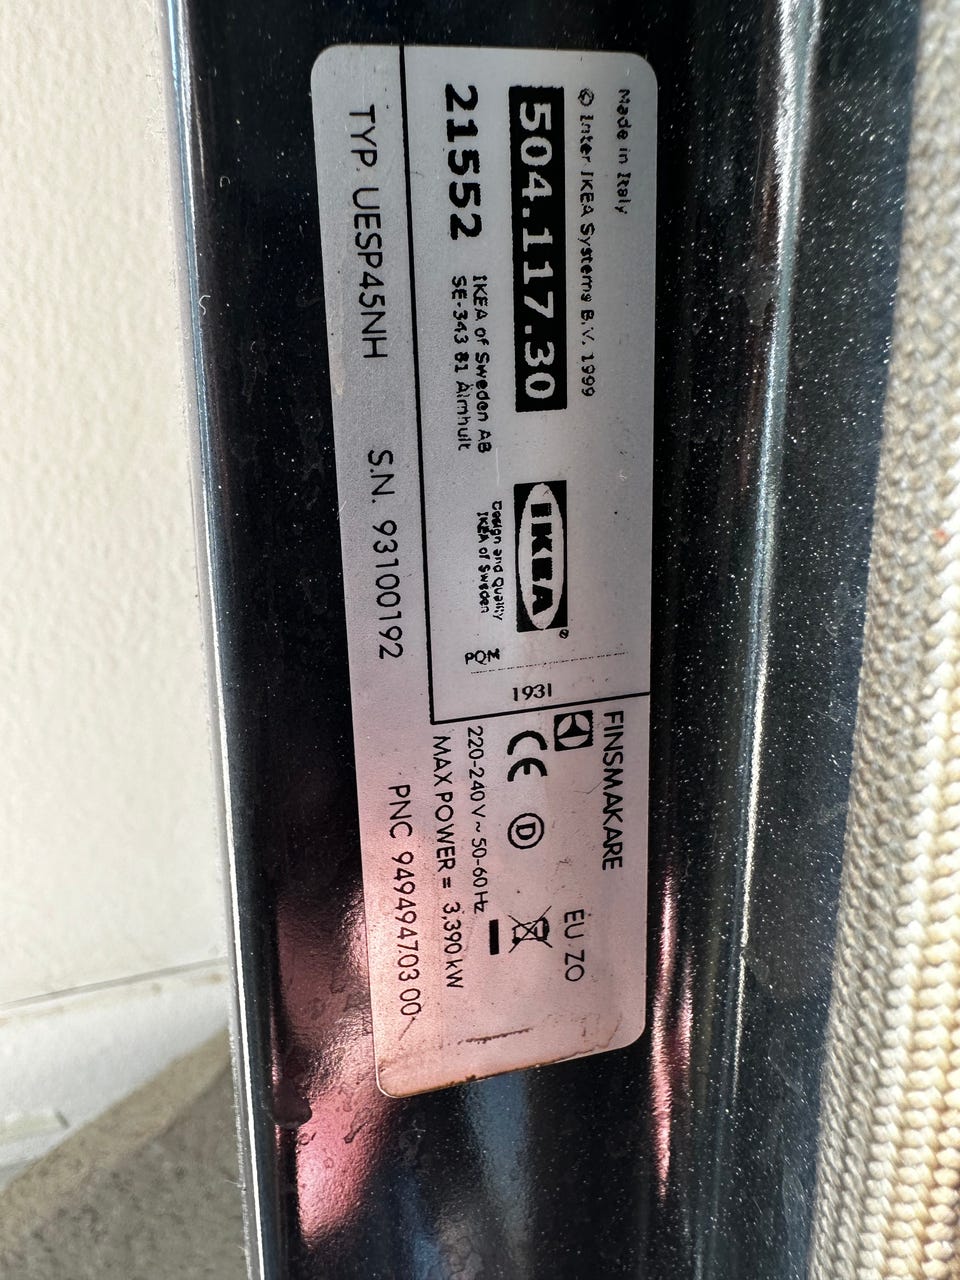 Made in Italy
© Inter IKEA Systems B.V. 1999
504.117.30
21552
IKEA of Sweden AB
SE-343 81 Älmhult
IKEA®
Design and Quality
IKEA of Sweden
PQM
1931
FINSMAKARE
EU ZO
CE D
220-240 V ~ 50-60 Hz
MAX POWER = 3,390 kW
TYP. UESP45NH S.N. 93100192 PNC 949494703 00